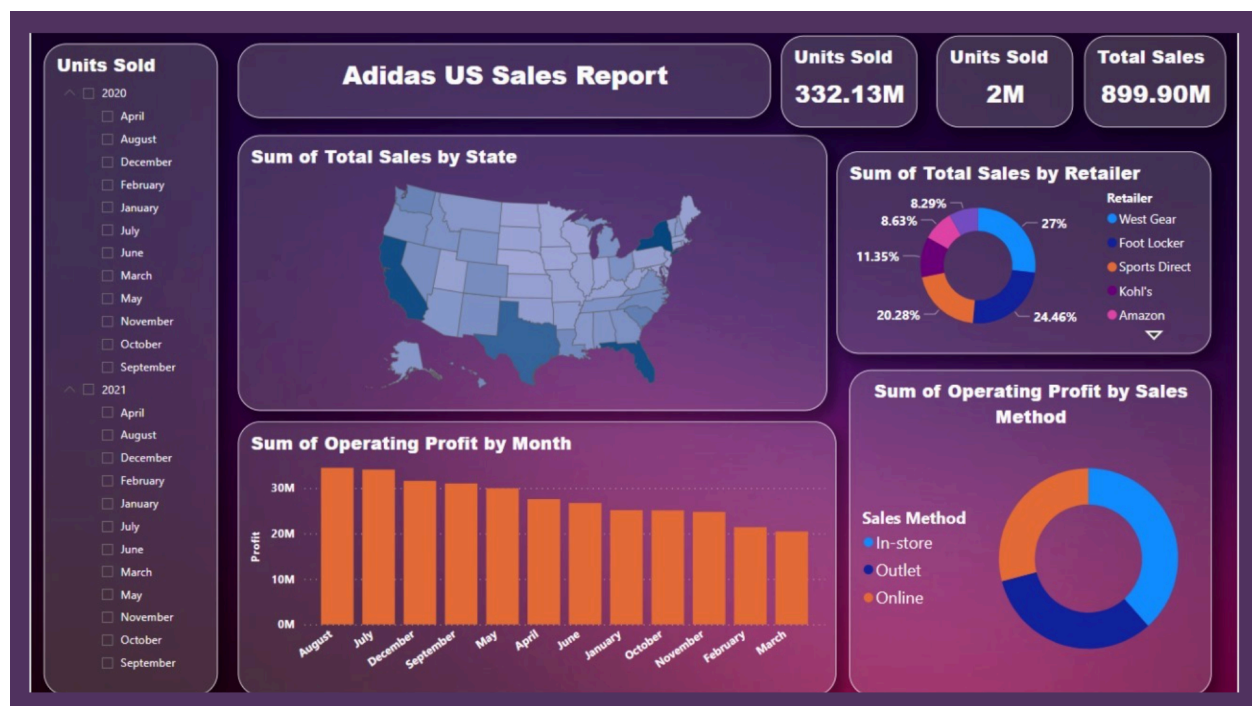 Units Sold
2020
April
August
December
February
January
July
June
March
May
November
October
September
2021
April
August
December
February
January
July
June
March
May
November
October
September
Adidas US Sales Report
Units Sold
332.13M
Units Sold
2M
Total Sales
899.90M
Sum of Total Sales by State
Sum of Total Sales by Retailer
8.29%
8.63%
11.35%
20.28%
27%
24.46%
Retailer
West Gear
Foot Locker
Sports Direct
Kohl's
Amazon
Sum of Operating Profit by Month
Profit
30M
20M
10M
0M
August
July
December
September
May
April
June
January
October
November
February
March
Sum of Operating Profit by Sales
Method
Sales Method
In-store
Outlet
Online